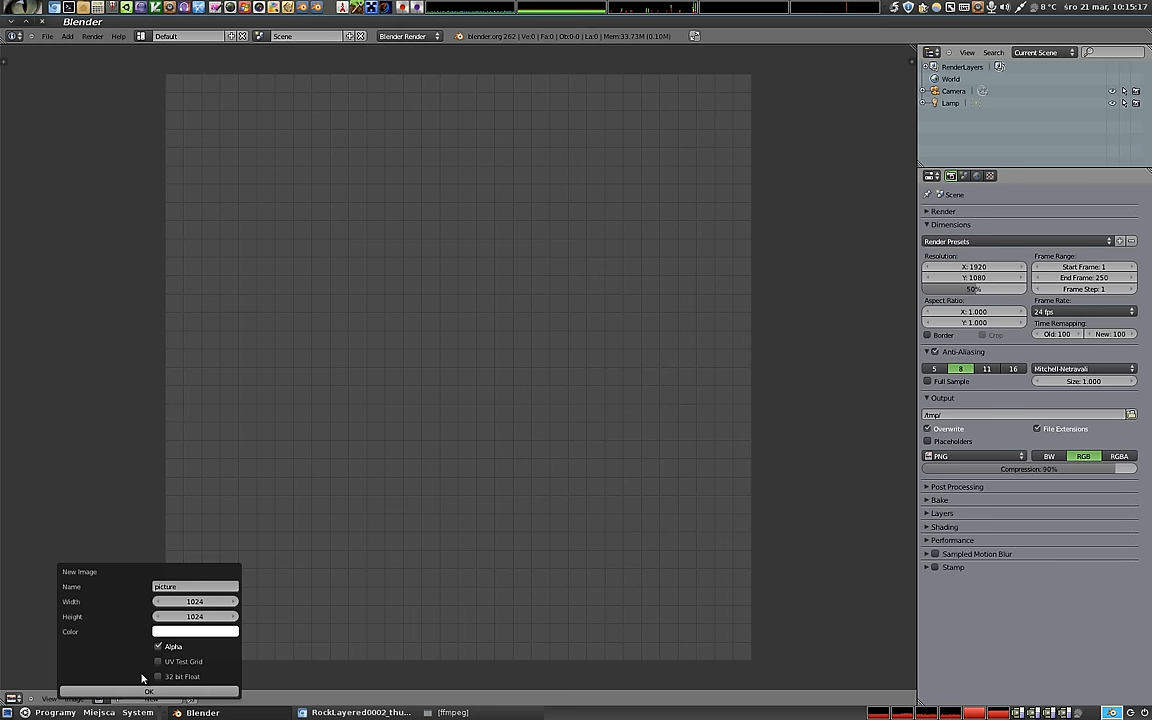 8 °C śro 21 mar, 10:15:17
Blender
File Add Render Help Default Scene Blender Render blender.org 262 | Ve:0 | Fa:0 | Ob:0-0 | La:0 | Mem:33.73M (0.10M)
View Search Current Scene
RenderLayers
World
Camera
Lamp
Scene
Render
Dimensions
Render Presets
Resolution: Frame Range:
X: 1920 Start Frame: 1
Y: 1080 End Frame: 250
50% Frame Step: 1
Aspect Ratio: Frame Rate:
X: 1.000 24 fps
Y: 1.000 Time Remapping:
Border Crop Old: 100 New: 100
Anti-Aliasing
5 8 11 16 Mitchell-Netravali
Full Sample Size: 1.000
Output
/tmp/
Overwrite File Extensions
Placeholders
PNG BW RGB RGBA
Compression: 90%
Post Processing
Bake
Layers
Shading
Performance
Sampled Motion Blur
Stamp
New Image
Name picture
Width 1024
Height 1024
Color
Alpha
UV Test Grid
32 bit Float
OK
Programy Miejsca System Blender RockLayered0002_thu... [ffmpeg]